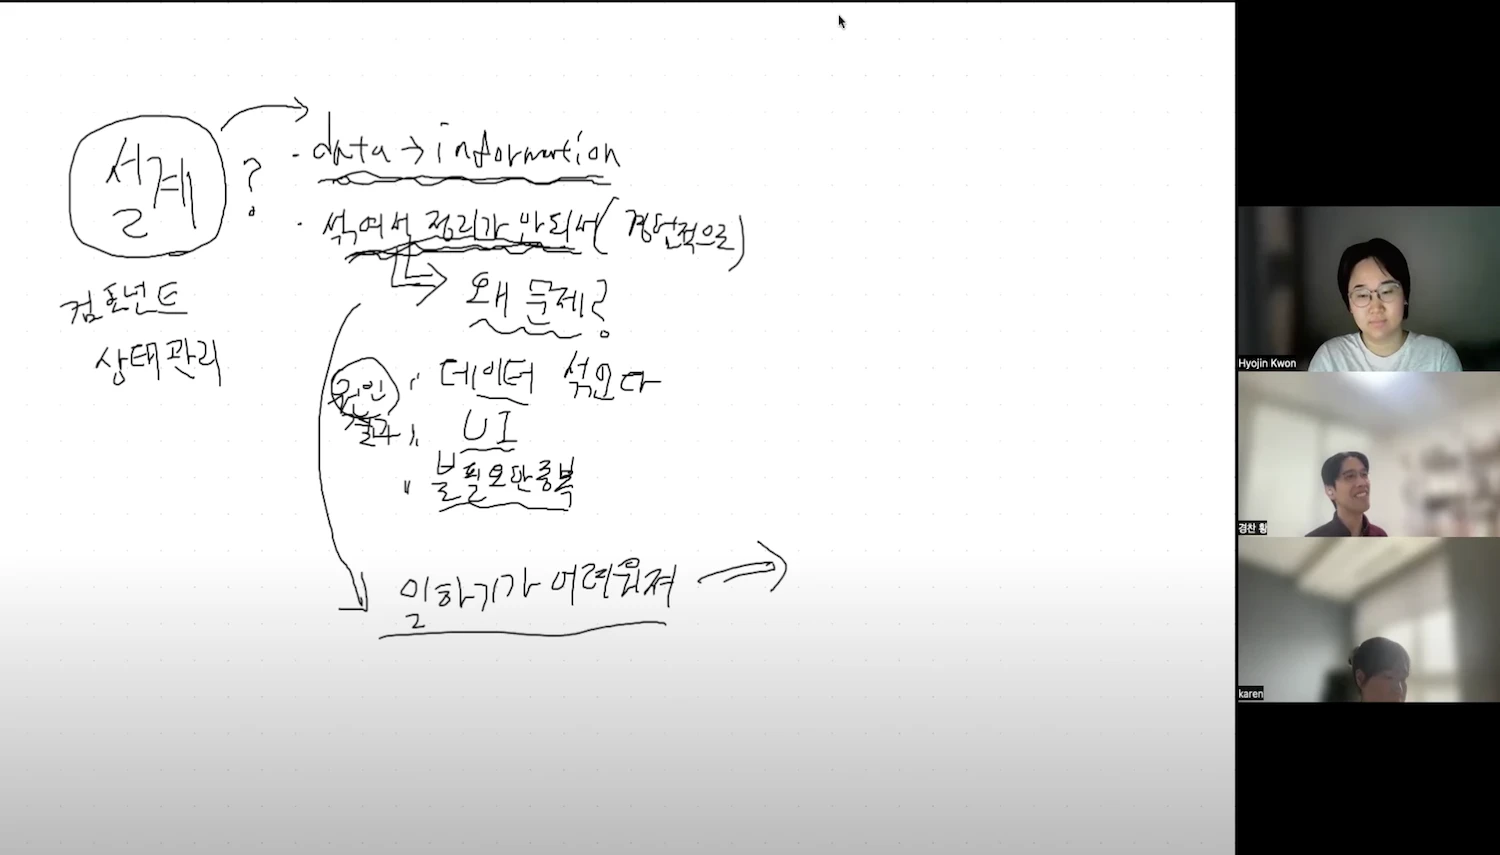 설계 ?
· data → information
· 섞여서 정리가 안되서 (경험적으로)
컴포넌트
상태관리
왜 문제?
원인 데이터 섞인다
결과 UI
" 불필요한 중복
일하기가 어려워져
Hyojin Kwon
경찬 황
karen